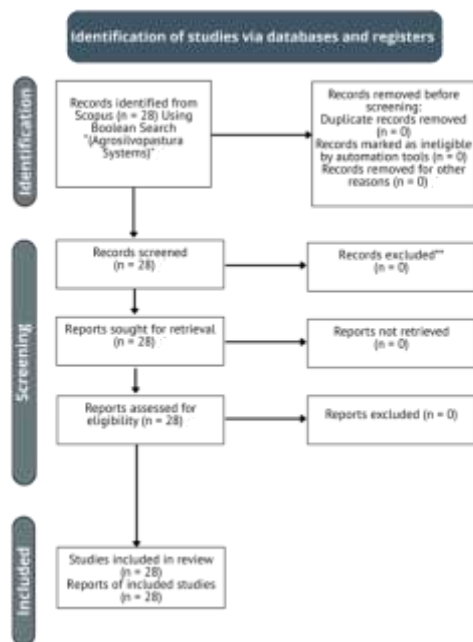 Identification of studies via databases and registers
Identification
Records identified from
Scopus (n = 28) Using
Boolean Search
"(Agrosilvopastura
Systems)"
Records removed before
screening:
Duplicate records removed
(n = 0)
Records marked as ineligible
by automation tools (n = 0)
Records removed for other
reasons (n = 0)
Screening
Records screened
(n = 28)
Records excluded**
(n = 0)
Reports sought for retrieval
(n = 28)
Reports not retrieved
(n = 0)
Reports assessed for
eligibility (n = 28)
Reports excluded (n = 0)
Included
Studies included in review
(n = 28)
Reports of included studies
(n = 28)